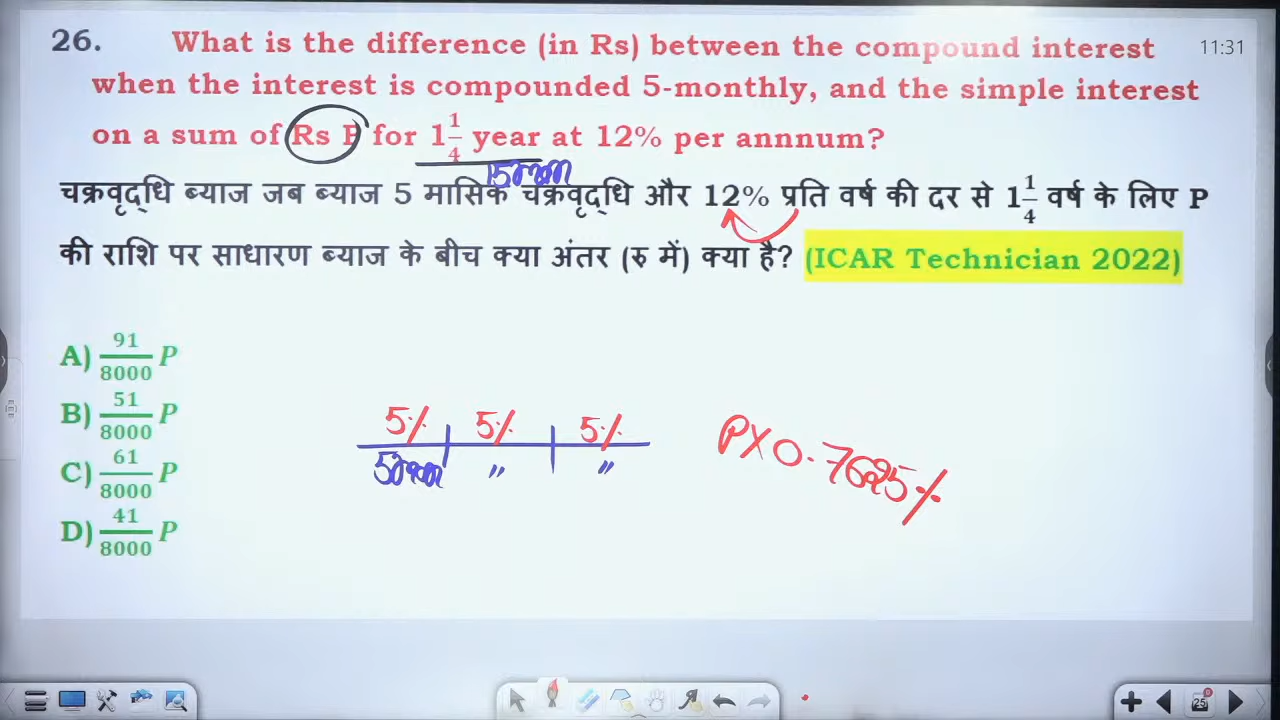 26. What is the difference (in Rs) between the compound interest
11:31
when the interest is compounded 5-monthly, and the simple interest
on a sum of Rs P for 1 1/4 year at 12% per annnum?
चक्रवृद्धि ब्याज जब ब्याज 5 मासिक चक्रवृद्धि और 12% प्रति वर्ष की दर से 1 1/4 वर्ष के लिए P
की राशि पर साधारण ब्याज के बीच क्या अंतर (रु में) क्या है? (ICAR Technician 2022)
A) 91/8000 P
B) 51/8000 P
C) 61/8000 P
D) 41/8000 P
5% 5% 5%
5 " "
P×0.7625%
25